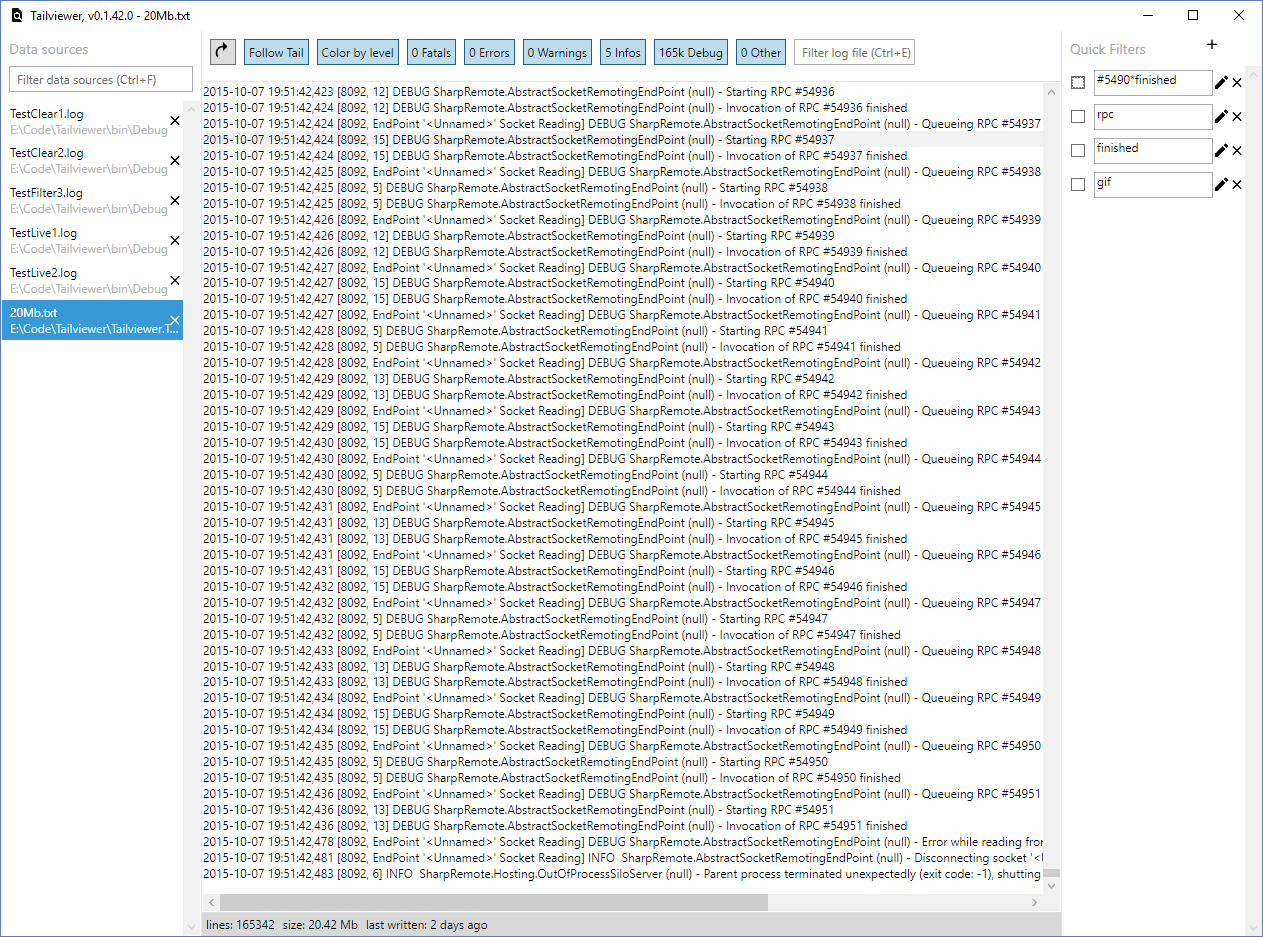 Tailviewer, v0.1.42.0 - 20Mb.txt
Data sources
Filter data sources (Ctrl+F)
TestClear1.log
E:\Code\Tailviewer\bin\Debug
TestClear2.log
E:\Code\Tailviewer\bin\Debug
TestFilter3.log
E:\Code\Tailviewer\bin\Debug
TestLive1.log
E:\Code\Tailviewer\bin\Debug
TestLive2.log
E:\Code\Tailviewer\bin\Debug
20Mb.txt
E:\Code\Tailviewer\Tailviewer.T...
Follow Tail
Color by level
0 Fatals
0 Errors
0 Warnings
5 Infos
165k Debug
0 Other
Filter log file (Ctrl+E)
2015-10-07 19:51:42,423 [8092, 12] DEBUG SharpRemote.AbstractSocketRemotingEndPoint (null) - Starting RPC #54936
2015-10-07 19:51:42,424 [8092, 12] DEBUG SharpRemote.AbstractSocketRemotingEndPoint (null) - Invocation of RPC #54936 finished
2015-10-07 19:51:42,424 [8092, EndPoint '<Unnamed>' Socket Reading] DEBUG SharpRemote.AbstractSocketRemotingEndPoint (null) - Queueing RPC #54937
2015-10-07 19:51:42,424 [8092, 15] DEBUG SharpRemote.AbstractSocketRemotingEndPoint (null) - Starting RPC #54937
2015-10-07 19:51:42,424 [8092, 15] DEBUG SharpRemote.AbstractSocketRemotingEndPoint (null) - Invocation of RPC #54937 finished
2015-10-07 19:51:42,425 [8092, EndPoint '<Unnamed>' Socket Reading] DEBUG SharpRemote.AbstractSocketRemotingEndPoint (null) - Queueing RPC #54938
2015-10-07 19:51:42,425 [8092, 5] DEBUG SharpRemote.AbstractSocketRemotingEndPoint (null) - Starting RPC #54938
2015-10-07 19:51:42,425 [8092, 5] DEBUG SharpRemote.AbstractSocketRemotingEndPoint (null) - Invocation of RPC #54938 finished
2015-10-07 19:51:42,426 [8092, EndPoint '<Unnamed>' Socket Reading] DEBUG SharpRemote.AbstractSocketRemotingEndPoint (null) - Queueing RPC #54939
2015-10-07 19:51:42,426 [8092, 12] DEBUG SharpRemote.AbstractSocketRemotingEndPoint (null) - Starting RPC #54939
2015-10-07 19:51:42,426 [8092, 12] DEBUG SharpRemote.AbstractSocketRemotingEndPoint (null) - Invocation of RPC #54939 finished
2015-10-07 19:51:42,427 [8092, EndPoint '<Unnamed>' Socket Reading] DEBUG SharpRemote.AbstractSocketRemotingEndPoint (null) - Queueing RPC #54940
2015-10-07 19:51:42,427 [8092, 15] DEBUG SharpRemote.AbstractSocketRemotingEndPoint (null) - Starting RPC #54940
2015-10-07 19:51:42,427 [8092, 15] DEBUG SharpRemote.AbstractSocketRemotingEndPoint (null) - Invocation of RPC #54940 finished
2015-10-07 19:51:42,427 [8092, EndPoint '<Unnamed>' Socket Reading] DEBUG SharpRemote.AbstractSocketRemotingEndPoint (null) - Queueing RPC #54941
2015-10-07 19:51:42,428 [8092, 5] DEBUG SharpRemote.AbstractSocketRemotingEndPoint (null) - Starting RPC #54941
2015-10-07 19:51:42,428 [8092, 5] DEBUG SharpRemote.AbstractSocketRemotingEndPoint (null) - Invocation of RPC #54941 finished
2015-10-07 19:51:42,428 [8092, EndPoint '<Unnamed>' Socket Reading] DEBUG SharpRemote.AbstractSocketRemotingEndPoint (null) - Queueing RPC #54942
2015-10-07 19:51:42,429 [8092, 13] DEBUG SharpRemote.AbstractSocketRemotingEndPoint (null) - Starting RPC #54942
2015-10-07 19:51:42,429 [8092, 13] DEBUG SharpRemote.AbstractSocketRemotingEndPoint (null) - Invocation of RPC #54942 finished
2015-10-07 19:51:42,429 [8092, EndPoint '<Unnamed>' Socket Reading] DEBUG SharpRemote.AbstractSocketRemotingEndPoint (null) - Queueing RPC #54943
2015-10-07 19:51:42,429 [8092, 15] DEBUG SharpRemote.AbstractSocketRemotingEndPoint (null) - Starting RPC #54943
2015-10-07 19:51:42,430 [8092, 15] DEBUG SharpRemote.AbstractSocketRemotingEndPoint (null) - Invocation of RPC #54943 finished
2015-10-07 19:51:42,430 [8092, EndPoint '<Unnamed>' Socket Reading] DEBUG SharpRemote.AbstractSocketRemotingEndPoint (null) - Queueing RPC #54944
2015-10-07 19:51:42,430 [8092, 5] DEBUG SharpRemote.AbstractSocketRemotingEndPoint (null) - Starting RPC #54944
2015-10-07 19:51:42,430 [8092, 5] DEBUG SharpRemote.AbstractSocketRemotingEndPoint (null) - Invocation of RPC #54944 finished
2015-10-07 19:51:42,431 [8092, EndPoint '<Unnamed>' Socket Reading] DEBUG SharpRemote.AbstractSocketRemotingEndPoint (null) - Queueing RPC #54945
2015-10-07 19:51:42,431 [8092, 13] DEBUG SharpRemote.AbstractSocketRemotingEndPoint (null) - Starting RPC #54945
2015-10-07 19:51:42,431 [8092, 13] DEBUG SharpRemote.AbstractSocketRemotingEndPoint (null) - Invocation of RPC #54945 finished
2015-10-07 19:51:42,431 [8092, EndPoint '<Unnamed>' Socket Reading] DEBUG SharpRemote.AbstractSocketRemotingEndPoint (null) - Queueing RPC #54946
2015-10-07 19:51:42,431 [8092, 15] DEBUG SharpRemote.AbstractSocketRemotingEndPoint (null) - Starting RPC #54946
2015-10-07 19:51:42,432 [8092, 15] DEBUG SharpRemote.AbstractSocketRemotingEndPoint (null) - Invocation of RPC #54946 finished
2015-10-07 19:51:42,432 [8092, EndPoint '<Unnamed>' Socket Reading] DEBUG SharpRemote.AbstractSocketRemotingEndPoint (null) - Queueing RPC #54947
2015-10-07 19:51:42,432 [8092, 5] DEBUG SharpRemote.AbstractSocketRemotingEndPoint (null) - Starting RPC #54947
2015-10-07 19:51:42,432 [8092, 5] DEBUG SharpRemote.AbstractSocketRemotingEndPoint (null) - Invocation of RPC #54947 finished
2015-10-07 19:51:42,433 [8092, EndPoint '<Unnamed>' Socket Reading] DEBUG SharpRemote.AbstractSocketRemotingEndPoint (null) - Queueing RPC #54948
2015-10-07 19:51:42,433 [8092, 13] DEBUG SharpRemote.AbstractSocketRemotingEndPoint (null) - Starting RPC #54948
2015-10-07 19:51:42,433 [8092, 13] DEBUG SharpRemote.AbstractSocketRemotingEndPoint (null) - Invocation of RPC #54948 finished
2015-10-07 19:51:42,434 [8092, EndPoint '<Unnamed>' Socket Reading] DEBUG SharpRemote.AbstractSocketRemotingEndPoint (null) - Queueing RPC #54949
2015-10-07 19:51:42,434 [8092, 15] DEBUG SharpRemote.AbstractSocketRemotingEndPoint (null) - Starting RPC #54949
2015-10-07 19:51:42,434 [8092, 15] DEBUG SharpRemote.AbstractSocketRemotingEndPoint (null) - Invocation of RPC #54949 finished
2015-10-07 19:51:42,435 [8092, EndPoint '<Unnamed>' Socket Reading] DEBUG SharpRemote.AbstractSocketRemotingEndPoint (null) - Queueing RPC #54950
2015-10-07 19:51:42,435 [8092, 5] DEBUG SharpRemote.AbstractSocketRemotingEndPoint (null) - Starting RPC #54950
2015-10-07 19:51:42,435 [8092, 5] DEBUG SharpRemote.AbstractSocketRemotingEndPoint (null) - Invocation of RPC #54950 finished
2015-10-07 19:51:42,436 [8092, EndPoint '<Unnamed>' Socket Reading] DEBUG SharpRemote.AbstractSocketRemotingEndPoint (null) - Queueing RPC #54951
2015-10-07 19:51:42,436 [8092, 13] DEBUG SharpRemote.AbstractSocketRemotingEndPoint (null) - Starting RPC #54951
2015-10-07 19:51:42,436 [8092, 13] DEBUG SharpRemote.AbstractSocketRemotingEndPoint (null) - Invocation of RPC #54951 finished
2015-10-07 19:51:42,478 [8092, EndPoint '<Unnamed>' Socket Reading] DEBUG SharpRemote.AbstractSocketRemotingEndPoint (null) - Error while reading
2015-10-07 19:51:42,481 [8092, EndPoint '<Unnamed>' Socket Reading] INFO SharpRemote.AbstractSocketRemotingEndPoint (null) - Disconnecting socket
2015-10-07 19:51:42,483 [8092, 6] INFO SharpRemote.Hosting.OutOfProcessSiloServer (null) - Parent process terminated unexpectedly (exit code: -1), shutting
lines: 165342 size: 20.42 Mb last written: 2 days ago
Quick Filters
#5490*finished
rpc
finished
gif